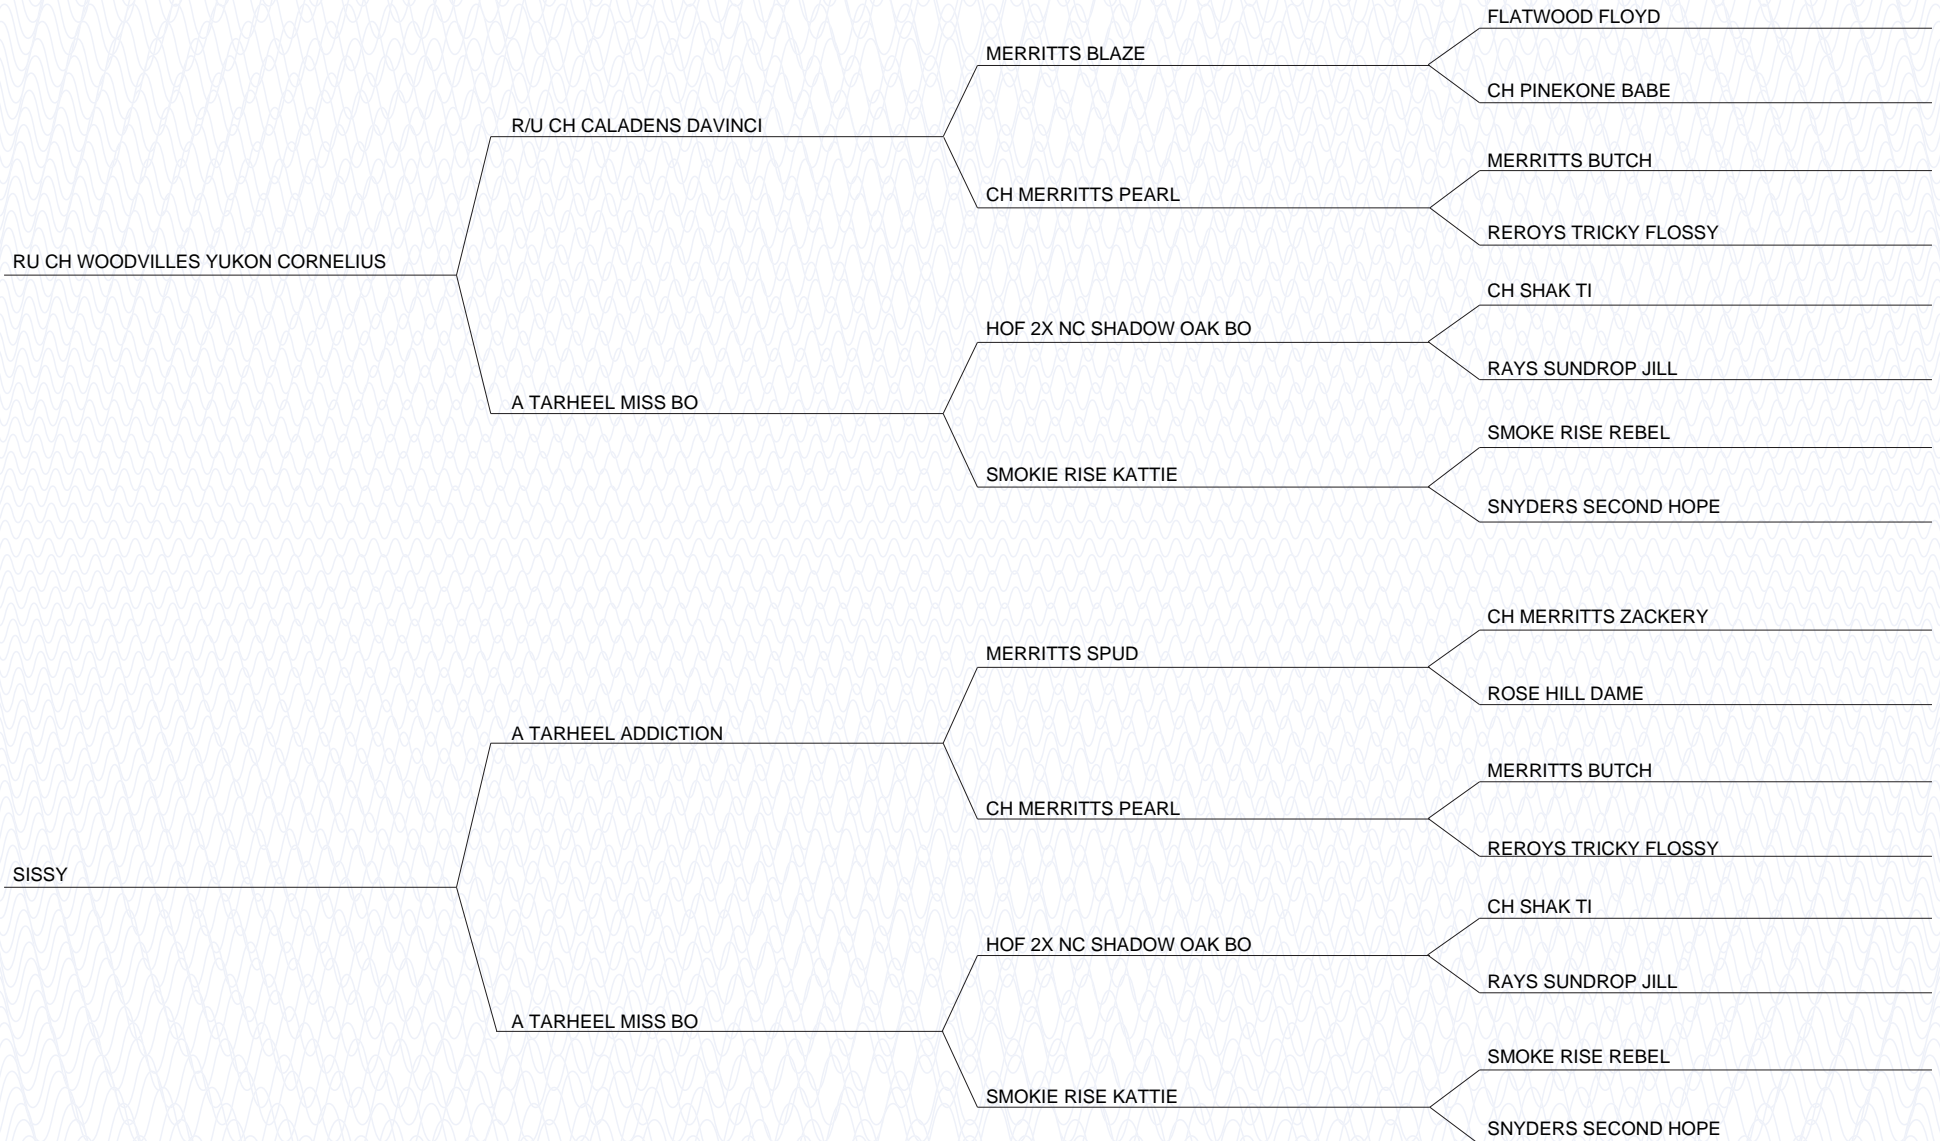 FLATWOOD FLOYD
MERRITTS BLAZE
CH PINEKONE BABE
R/U CH CALADENS DAVINCI
MERRITTS BUTCH
CH MERRITTS PEARL
REROYS TRICKY FLOSSY
RU CH WOODVILLES YUKON CORNELIUS
CH SHAK TI
HOF 2X NC SHADOW OAK BO
RAYS SUNDROP JILL
A TARHEEL MISS BO
SMOKE RISE REBEL
SMOKIE RISE KATTIE
SNYDERS SECOND HOPE
CH MERRITTS ZACKERY
MERRITTS SPUD
ROSE HILL DAME
A TARHEEL ADDICTION
MERRITTS BUTCH
CH MERRITTS PEARL
REROYS TRICKY FLOSSY
SISSY
CH SHAK TI
HOF 2X NC SHADOW OAK BO
RAYS SUNDROP JILL
A TARHEEL MISS BO
SMOKE RISE REBEL
SMOKIE RISE KATTIE
SNYDERS SECOND HOPE